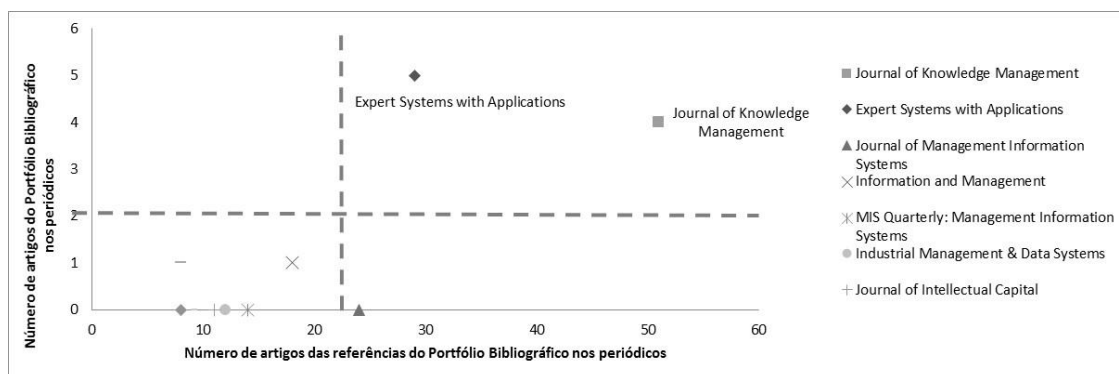 Número de artigos do Portfólio Bibliográfico
nos periódicos
6
5
4
3
2
1
0
0
10
20
30
40
50
60
Número de artigos das referências do Portfólio Bibliográfico nos periódicos
Expert Systems with Applications
Journal of Knowledge
Management
Journal of Knowledge Management
Expert Systems with Applications
Journal of Management Information
Systems
Information and Management
MIS Quarterly: Management Information
Systems
Industrial Management & Data Systems
Journal of Intellectual Capital